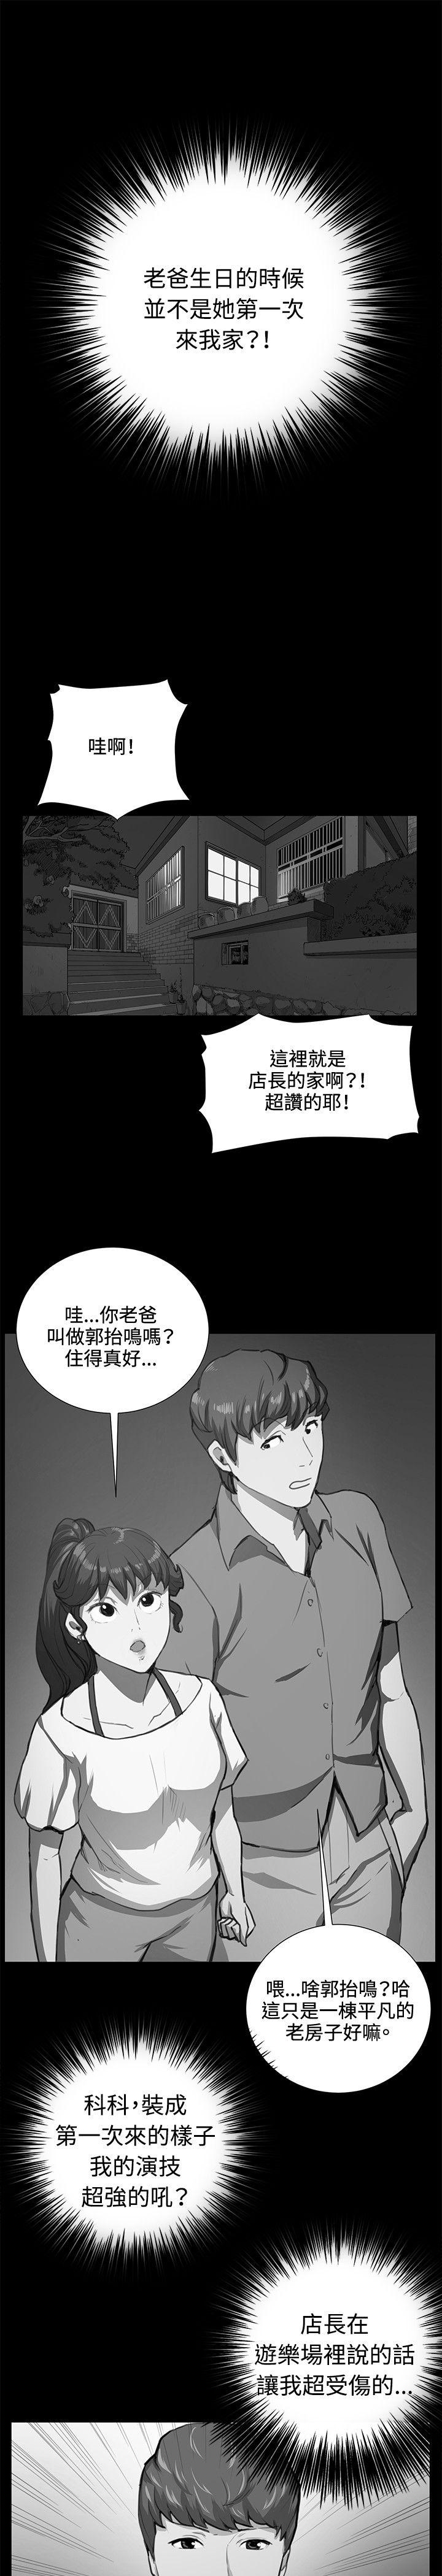 老爸生日的時候
並不是她第一次
來我家?!
哇啊!
這裡就是
店長的家啊?!
超讚的耶!
哇...你老爸
叫做郭抬鳴嗎?
住得真好...
喂...啥郭抬鳴?哈
這只是一棟平凡的
老房子好嘛。
科科,裝成
第一次來的樣子
我的演技
超強的吼?
店長在
遊樂場裡說的話
讓我超受傷的...